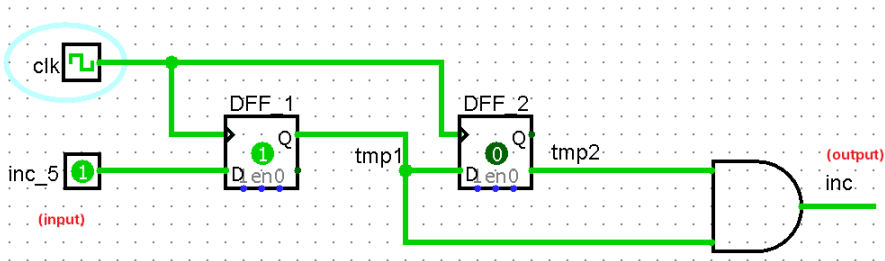 clk
DFF_1
DFF_2
Q
Q
1
0
tmp1
tmp2
(output)
inc_5
1
D
1en0
D
1en0
inc
(input)